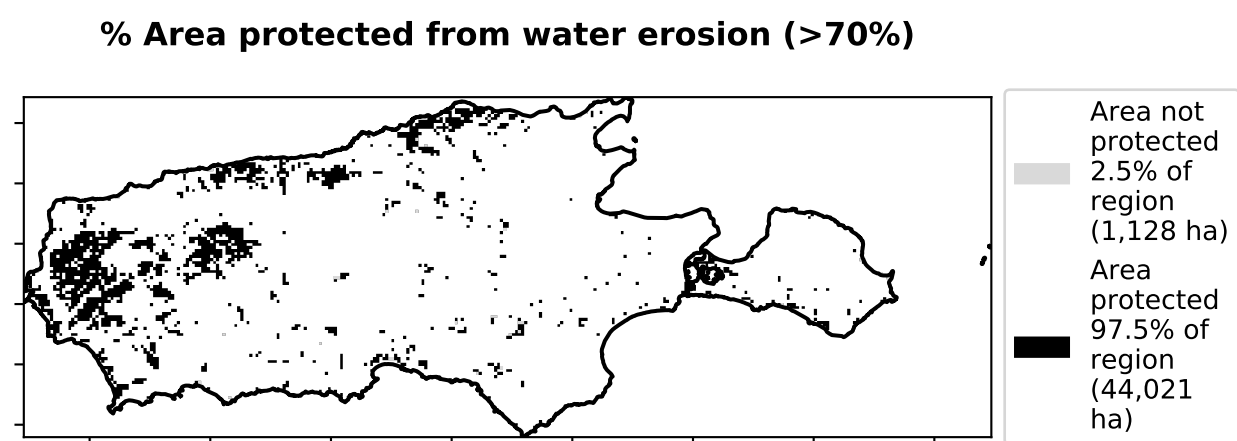 % Area protected from water erosion (>70%)
Area not
protected
2.5% of
region
(1,128 ha)
Area
protected
97.5% of
region
(44,021
ha)